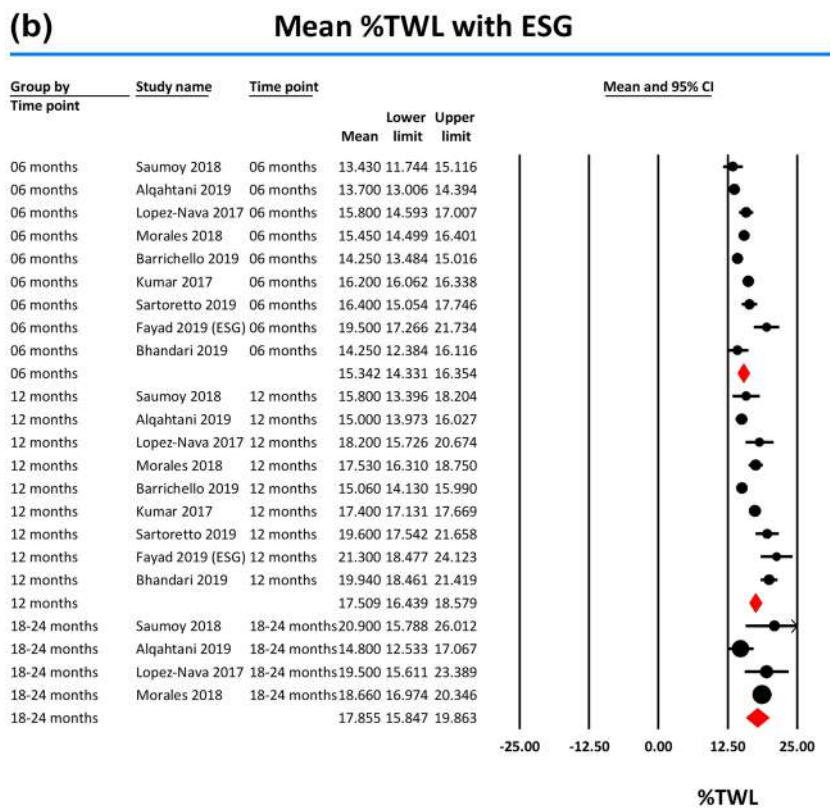 (b) Mean %TWL with ESG
Group by Study name Time point Mean and 95% CI
Time point
Lower Upper
Mean limit limit
06 months Saumoy 2018 06 months 13.430 11.744 15.116
06 months Alqahtani 2019 06 months 13.700 13.006 14.394
06 months Lopez-Nava 2017 06 months 15.800 14.593 17.007
06 months Morales 2018 06 months 15.450 14.499 16.401
06 months Barrichello 2019 06 months 14.250 13.484 15.016
06 months Kumar 2017 06 months 16.200 16.062 16.338
06 months Sartoretto 2019 06 months 16.400 15.054 17.746
06 months Fayad 2019 (ESG) 06 months 19.500 17.266 21.734
06 months Bhandari 2019 06 months 14.250 12.384 16.116
06 months 15.342 14.331 16.354
12 months Saumoy 2018 12 months 15.800 13.396 18.204
12 months Alqahtani 2019 12 months 15.000 13.973 16.027
12 months Lopez-Nava 2017 12 months 18.200 15.726 20.674
12 months Morales 2018 12 months 17.530 16.310 18.750
12 months Barrichello 2019 12 months 15.060 14.130 15.990
12 months Kumar 2017 12 months 17.400 17.131 17.669
12 months Sartoretto 2019 12 months 19.600 17.542 21.658
12 months Fayad 2019 (ESG) 12 months 21.300 18.477 24.123
12 months Bhandari 2019 12 months 19.940 18.461 21.419
12 months 17.509 16.439 18.579
18-24 months Saumoy 2018 18-24 months 20.900 15.788 26.012
18-24 months Alqahtani 2019 18-24 months 14.800 12.533 17.067
18-24 months Lopez-Nava 2017 18-24 months 19.500 15.611 23.389
18-24 months Morales 2018 18-24 months 18.660 16.974 20.346
18-24 months 17.855 15.847 19.863
-25.00 -12.50 0.00 12.50 25.00
%TWL